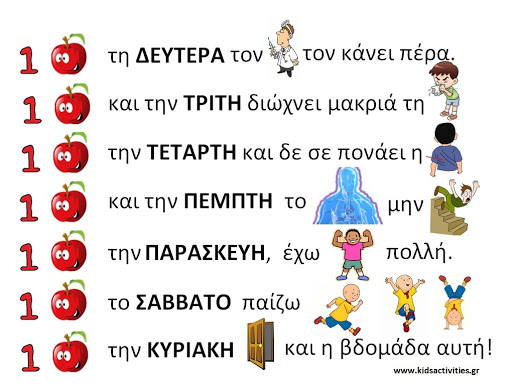 1 τη ΔΕΥΤΕΡΑ τον τον κάνει πέρα.
1 και την ΤΡΙΤΗ διώχνει μακριά τη
1 την ΤΕΤΑΡΤΗ και δε σε πονάει η
1 και την ΠΕΜΠΤΗ το μην
1 την ΠΑΡΑΣΚΕΥΗ, έχω πολλή.
1 το ΣΑΒΒΑΤΟ παίζω
1 την ΚΥΡΙΑΚΗ και η βδομάδα αυτή!
www.kidsactivities.gr